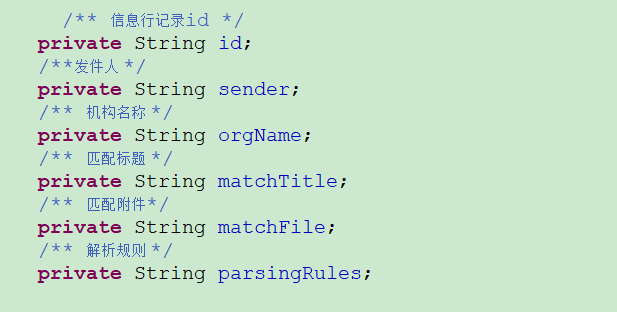 /** 信息行记录id */
private String id;
/**发件人 */
private String sender;
/** 机构名称 */
private String orgName;
/** 匹配标题 */
private String matchTitle;
/** 匹配附件*/
private String matchFile;
/** 解析规则 */
private String parsingRules;